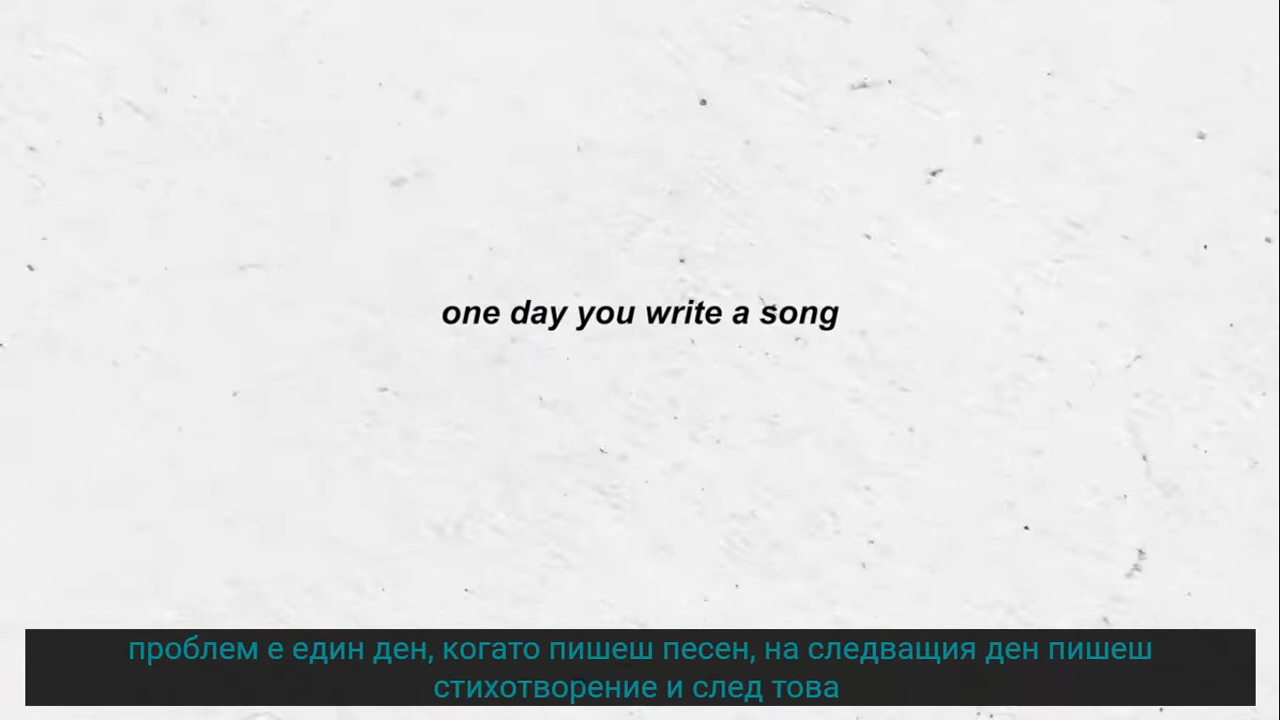 one day you write a song
проблем е един ден, когато пишеш песен, на следващия ден пишеш
стихотворение и след това